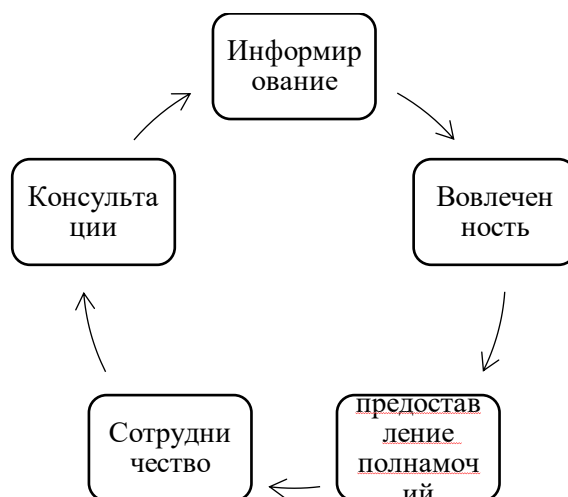 Информир
ование
Вовлечен
ность
предостав
ление
полнамоч
ий
Сотрудни
чество
Консульта
ции